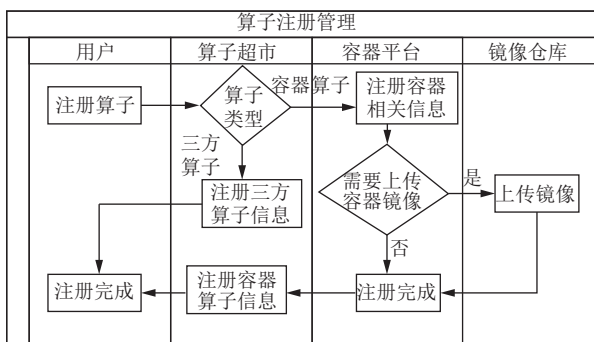 算子注册管理
用户
算子超市
容器平台
镜像仓库
注册算子
算子
类型
容器算子
注册容器
相关信息
三方
算子
注册三方
算子信息
需要上传
容器镜像
是
上传镜像
否
注册完成
注册容器
算子信息
注册完成